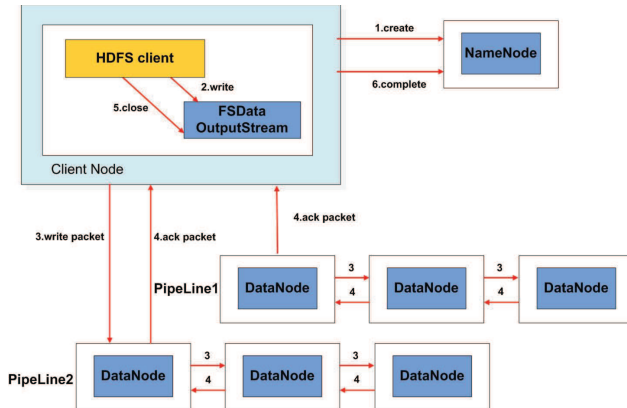 1.create
HDFS client
NameNode
2.write
6.complete
5.close
FSData
OutputStream
Client Node
4.ack packet
3.write packet
4.ack packet
3
3
PipeLine1
DataNode
DataNode
DataNode
4
4
3
3
PipeLine2
DataNode
DataNode
DataNode
4
4